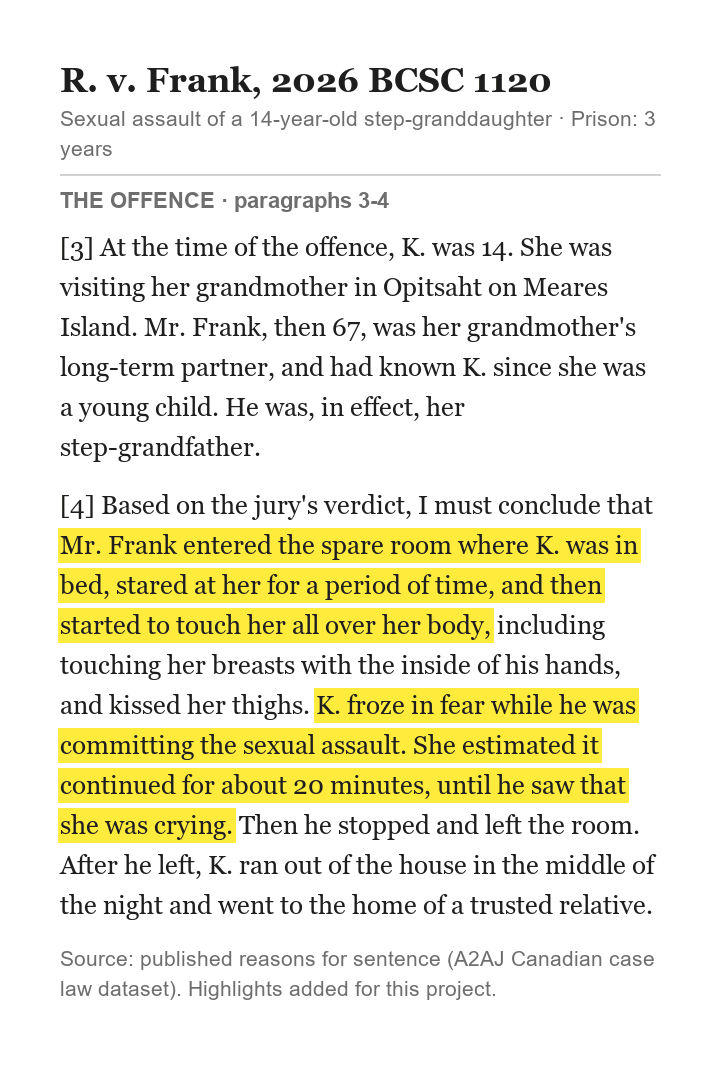 R. v. Frank, 2026 BCSC 1120
Sexual assault of a 14-year-old step-granddaughter · Prison: 3
years
THE OFFENCE · paragraphs 3-4
[3] At the time of the offence, K. was 14. She was
visiting her grandmother in Opitsaht on Meares
Island. Mr. Frank, then 67, was her grandmother's
long-term partner, and had known K. since she was
a young child. He was, in effect, her
step-grandfather.
[4] Based on the jury's verdict, I must conclude that
Mr. Frank entered the spare room where K. was in
bed, stared at her for a period of time, and then
started to touch her all over her body, including
touching her breasts with the inside of his hands,
and kissed her thighs. K. froze in fear while he was
committing the sexual assault. She estimated it
continued for about 20 minutes, until he saw that
she was crying. Then he stopped and left the room.
After he left, K. ran out of the house in the middle of
the night and went to the home of a trusted relative.
Source: published reasons for sentence (A2AJ Canadian case
law dataset). Highlights added for this project.